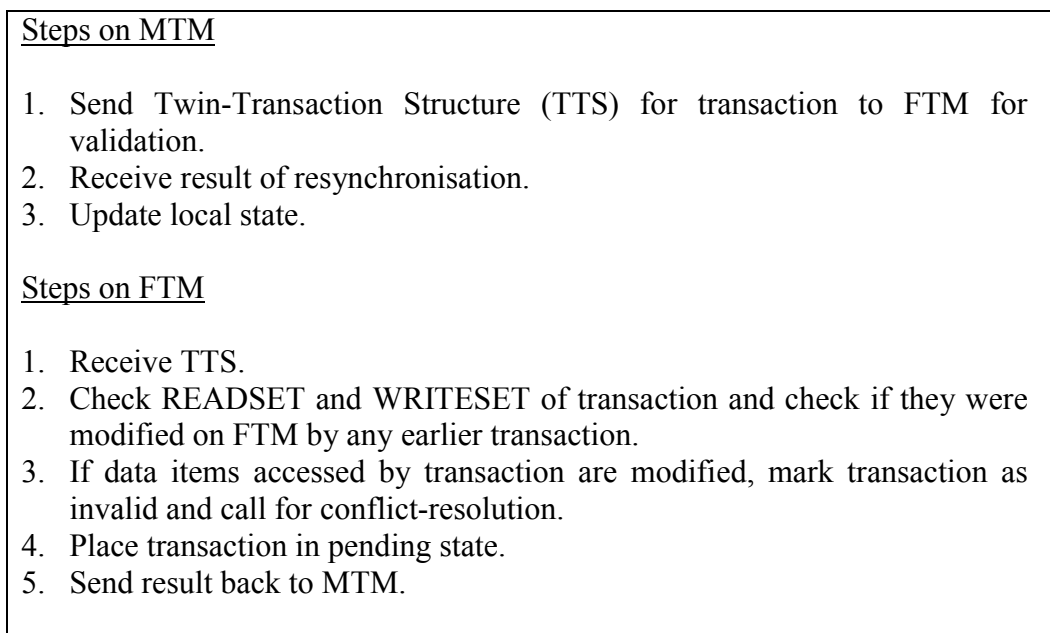 Steps on MTM
1. Send Twin-Transaction Structure (TTS) for transaction to FTM for
validation.
2. Receive result of resynchronisation.
3. Update local state.
Steps on FTM
1. Receive TTS.
2. Check READSET and WRITESET of transaction and check if they were
modified on FTM by any earlier transaction.
3. If data items accessed by transaction are modified, mark transaction as
invalid and call for conflict-resolution.
4. Place transaction in pending state.
5. Send result back to MTM.